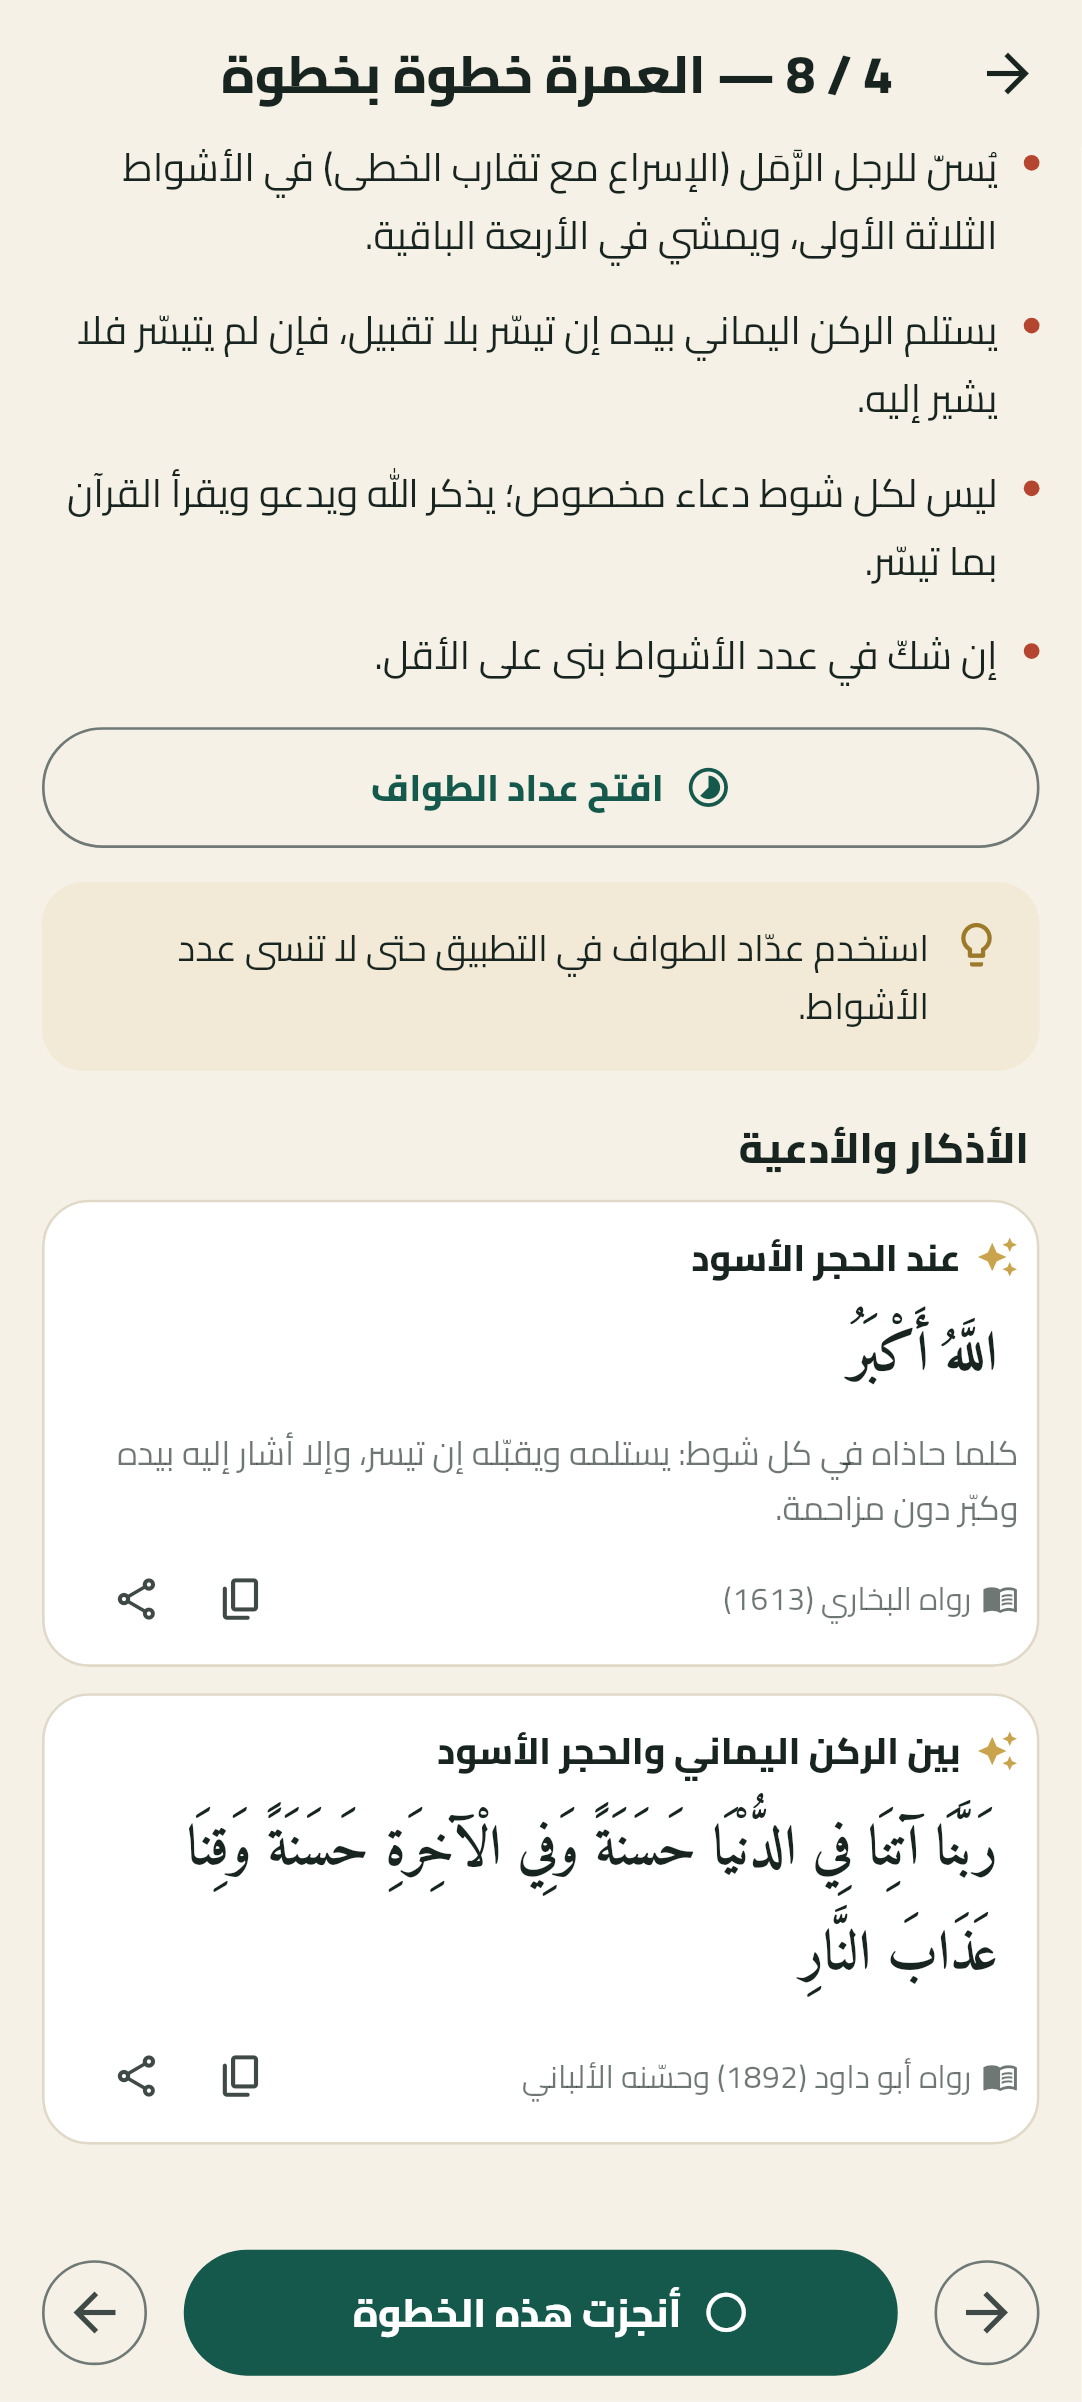 4 / 8 — العمرة خطوة بخطوة
يُسنّ للرجل الرَّمَل (الإسراع مع تقارب الخطى) في الأشواط
الثلاثة الأولى، ويمشي في الأربعة الباقية.
يستلم الركن اليماني بيده إن تيسّر بلا تقبيل، فإن لم يتيسّر فلا
يشير إليه.
ليس لكل شوط دعاء مخصوص؛ يذكر الله ويدعو ويقرأ القرآن
بما تيسّر.
إن شكّ في عدد الأشواط بنى على الأقل.
افتح عداد الطواف
استخدم عدّاد الطواف في التطبيق حتى لا تنسى عدد
الأشواط.
الأذكار والأدعية
عند الحجر الأسود
اللَّهُ أَكْبَرُ
كلما حاذاه في كل شوط: يستلمه ويقبّله إن تيسر، وإلا أشار إليه بيده
وكبّر دون مزاحمة.
رواه البخاري (1613)
بين الركن اليماني والحجر الأسود
رَبَّنَا آتِنَا فِي الدُّنْيَا حَسَنَةً وَفِي الْآخِرَةِ حَسَنَةً وَقِنَا
عَذَابَ النَّارِ
رواه أبو داود (1892) وحسّنه الألباني
أنجزت هذه الخطوة